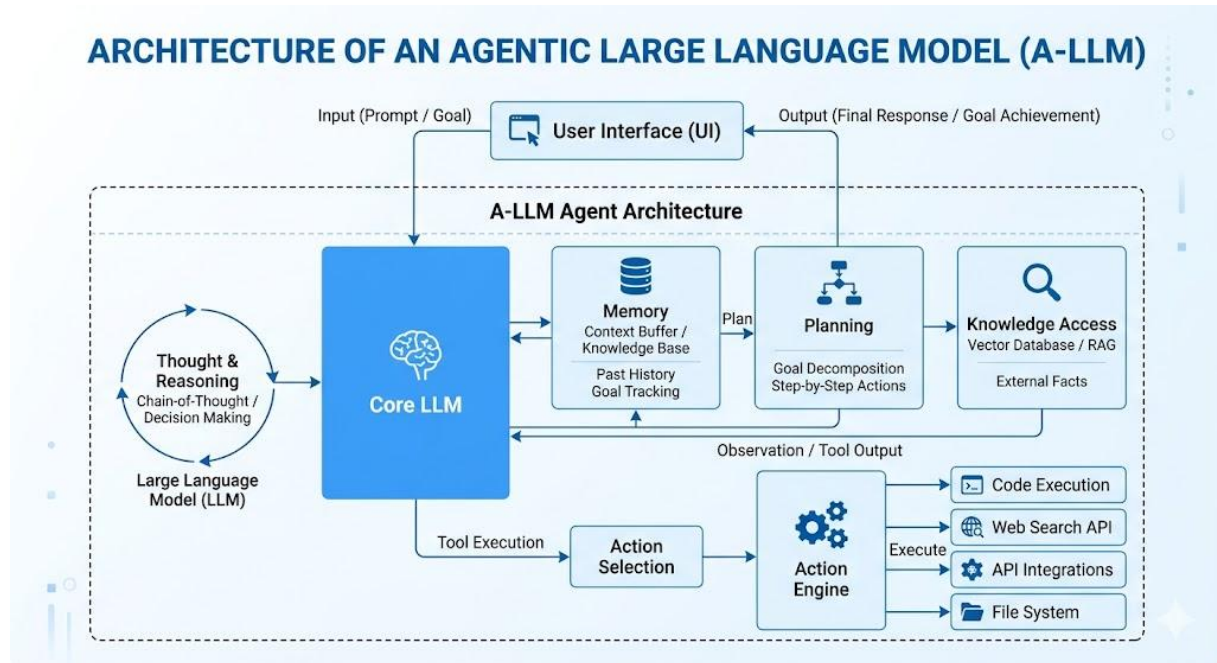 ARCHITECTURE OF AN AGENTIC LARGE LANGUAGE MODEL (A-LLM)
Input (Prompt / Goal)
User Interface (UI)
Output (Final Response / Goal Achievement)
A-LLM Agent Architecture
Thought &
Reasoning
Chain-of-Thought /
Decision Making
Large Language
Model (LLM)
Core LLM
Memory
Context Buffer /
Knowledge Base
Past History
Goal Tracking
Plan
Planning
Goal Decomposition
Step-by-Step Actions
Knowledge Access
Vector Database / RAG
External Facts
Observation / Tool Output
Tool Execution
Action
Selection
Action
Engine
Execute
Code Execution
Web Search API
API Integrations
File System